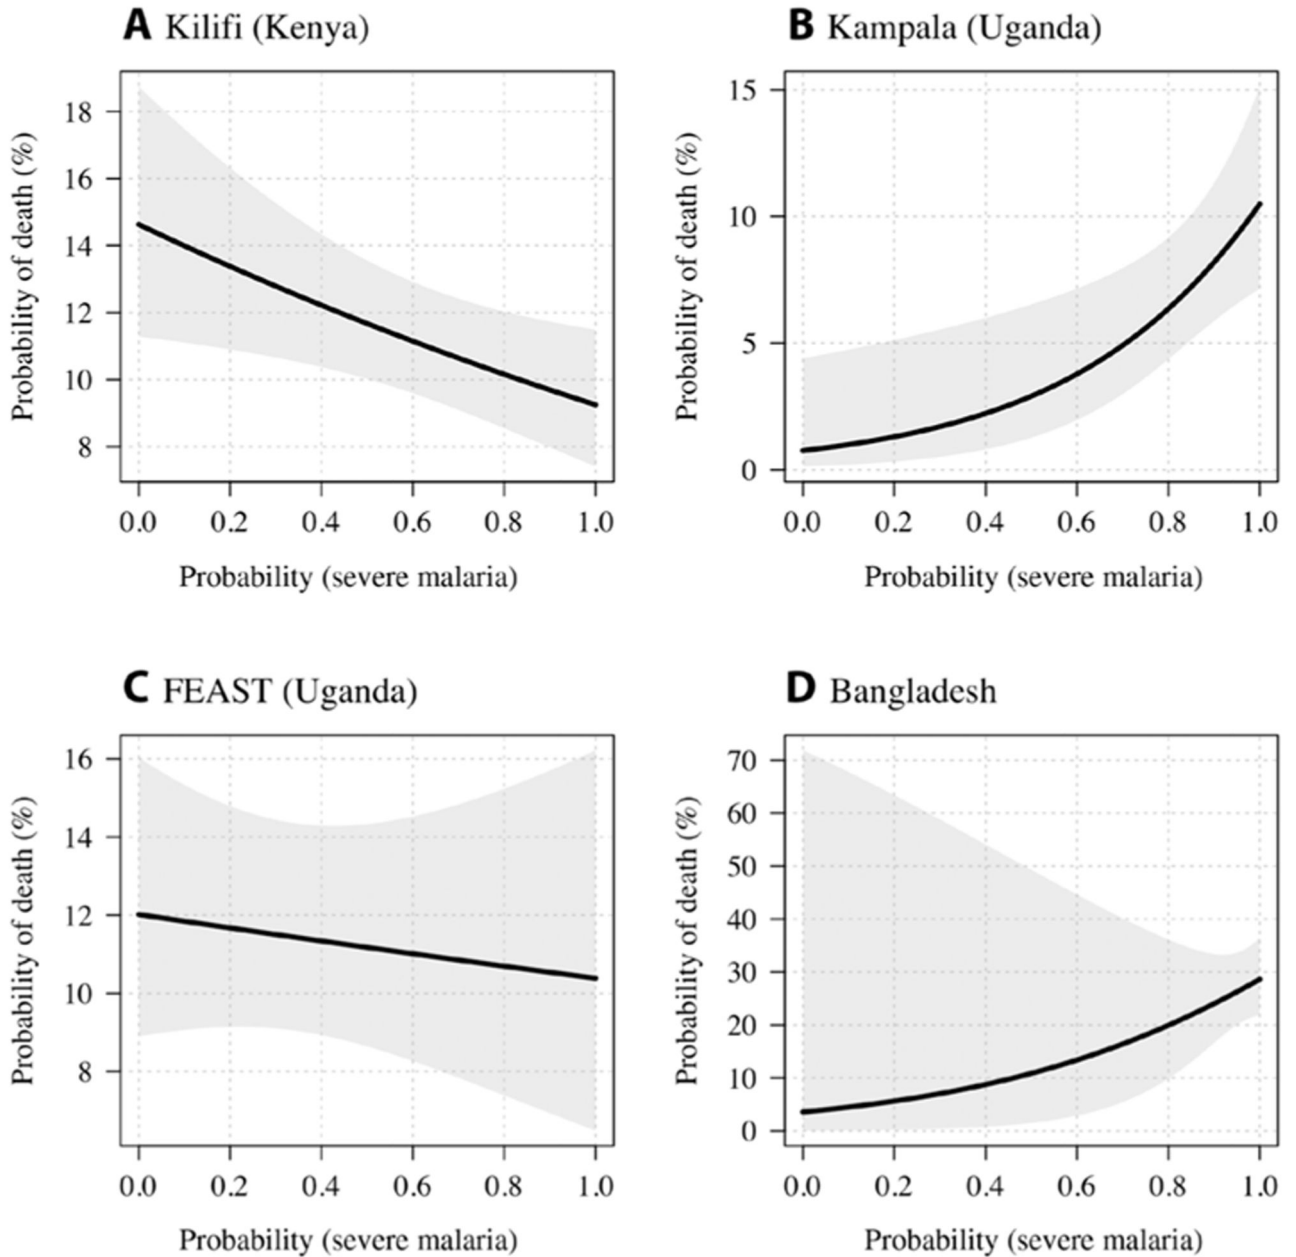 A Kilifi (Kenya)
Probability of death (%)
18
16
14
12
10
8
0.0 0.2 0.4 0.6 0.8 1.0
Probability (severe malaria)
B Kampala (Uganda)
Probability of death (%)
15
10
5
0
0.0 0.2 0.4 0.6 0.8 1.0
Probability (severe malaria)
C FEAST (Uganda)
Probability of death (%)
16
14
12
10
8
0.0 0.2 0.4 0.6 0.8 1.0
Probability (severe malaria)
D Bangladesh
Probability of death (%)
70
60
50
40
30
20
10
0
0.0 0.2 0.4 0.6 0.8 1.0
Probability (severe malaria)